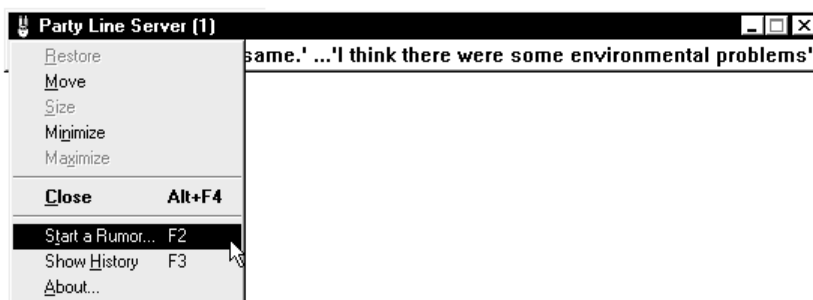 Party Line Server (1)
same.' ...'I think there were some environmental problems'
Restore
Move
Size
Minimize
Maximize
Close Alt+F4
Start a Rumor... F2
Show History F3
About...